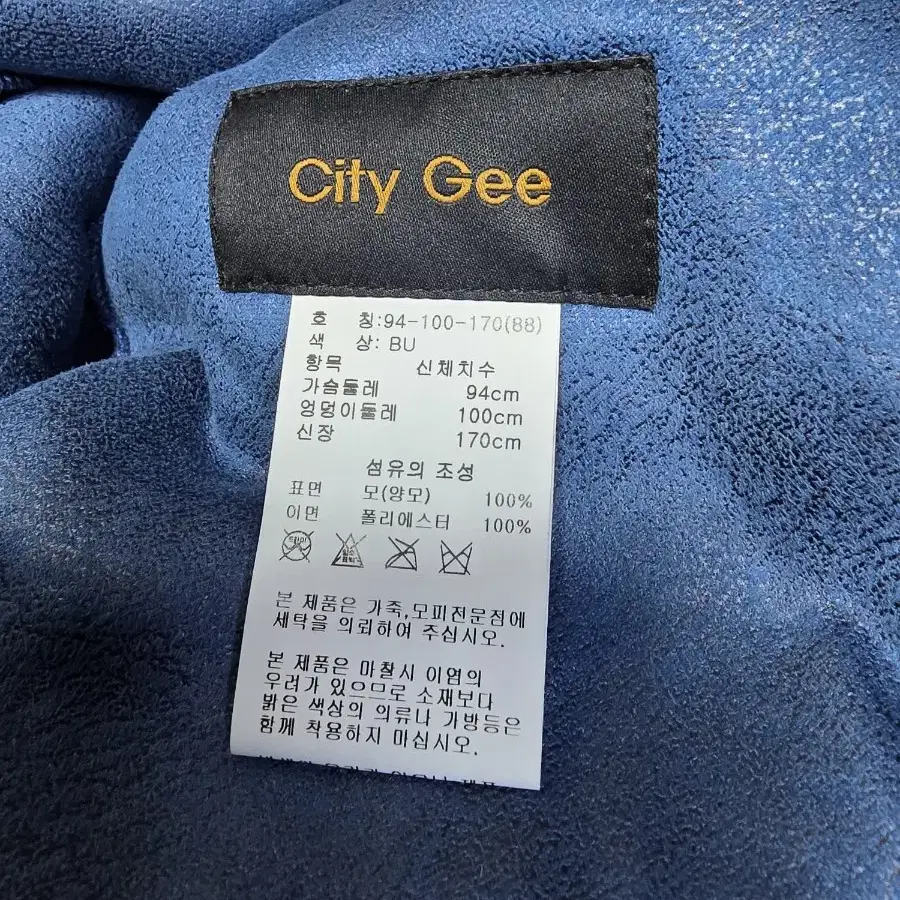 City Gee
호 칭:94-100-170(88)
색 상: BU
항목 신체치수
가슴둘레 94cm
엉덩이둘레 100cm
신장 170cm
섬유의 조성
표면 모(양모) 100%
이면 폴리에스터 100%
드라이
본 제품은 가죽,모피전문점에
세탁을 의뢰하여 주십시오.
본 제품은 마찰시 이염의
우려가 있으므로 소재보다
밝은 색상의 의류나 가방등은
함께 착용하지 마십시오.